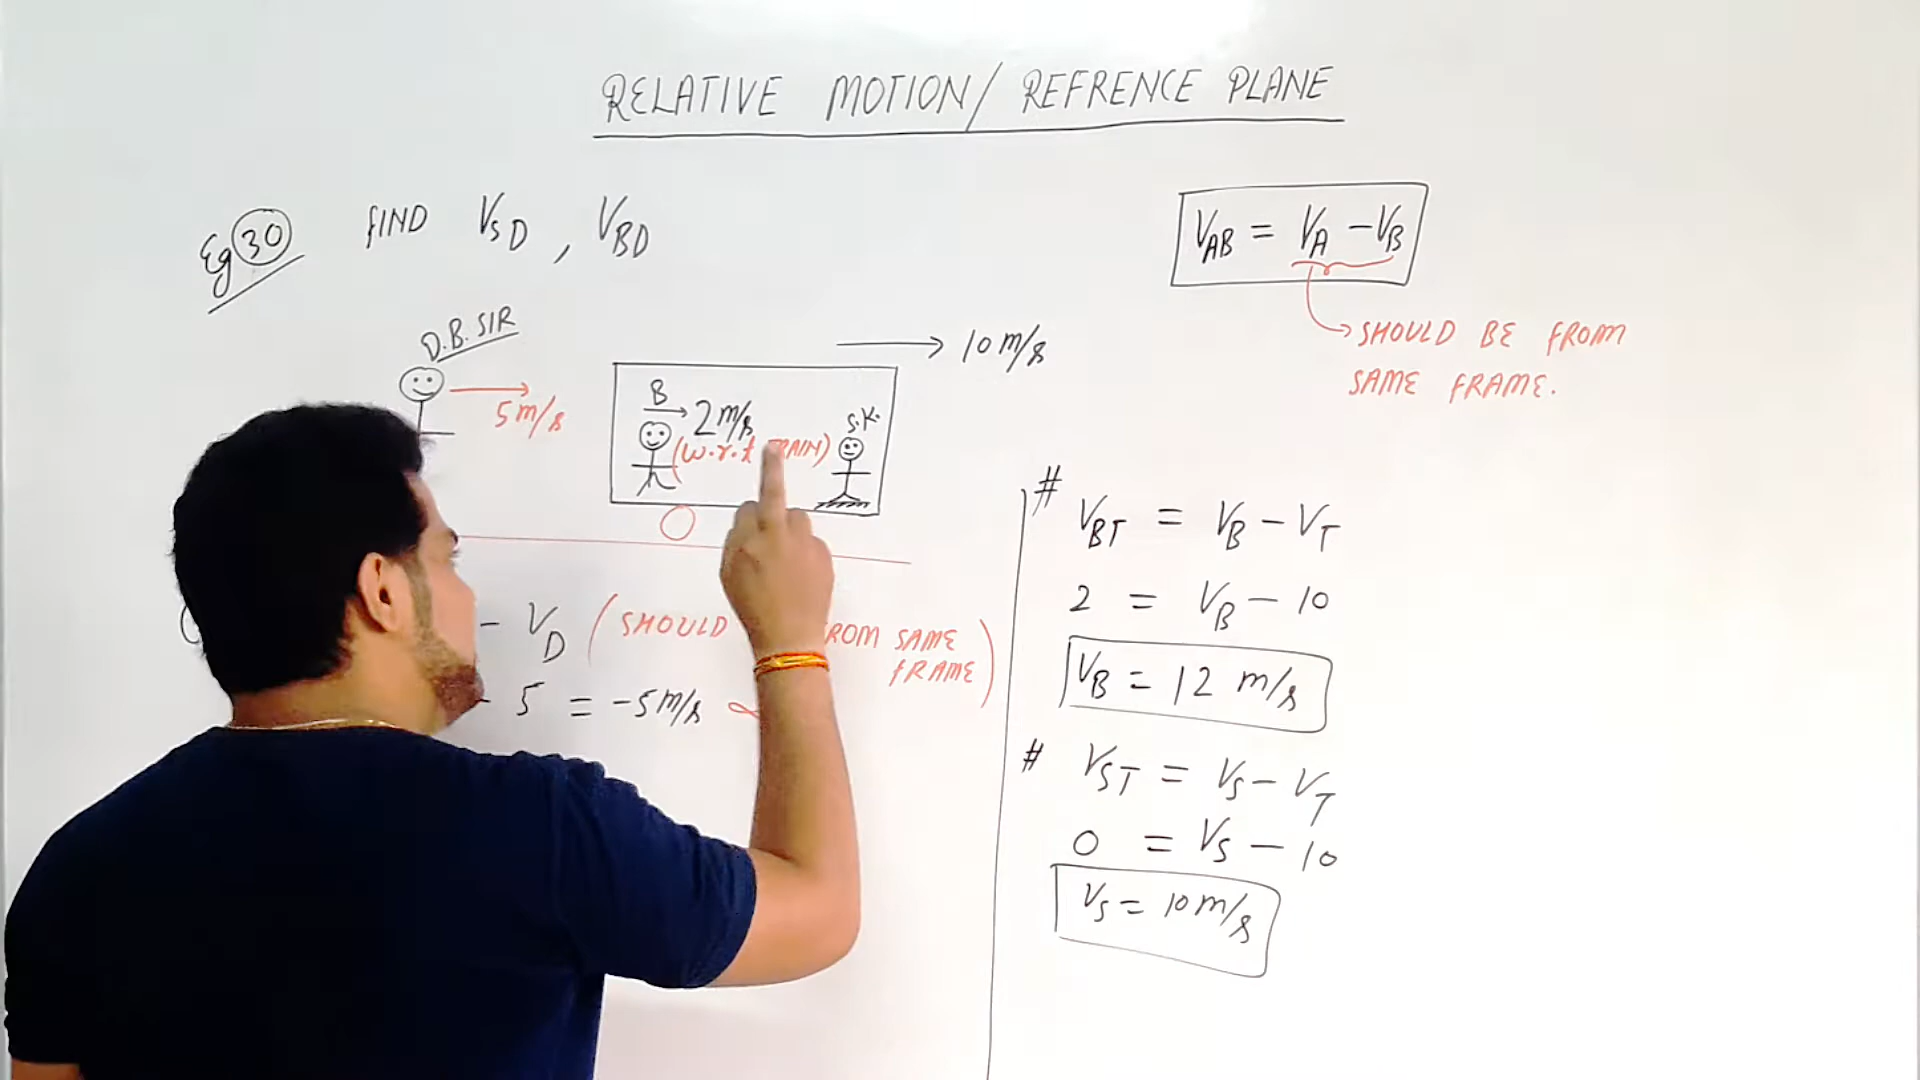 RELATIVE MOTION/ REFRENCE PLANE
Eg 30 FIND VSD , VBD
VAB = VA - VB
SHOULD BE FROM
SAME FRAME.
D.B. SIR
5 m/s
10 m/s
B
2 m/s
(w.r.t
S.K.
- VD (SHOULD SAME
FRAME)
- 5 = -5 m/s
# VBT = VB - VT
2 = VB - 10
VB = 12 m/s
# VST = VS - VT
0 = VS - 10
VS = 10 m/s